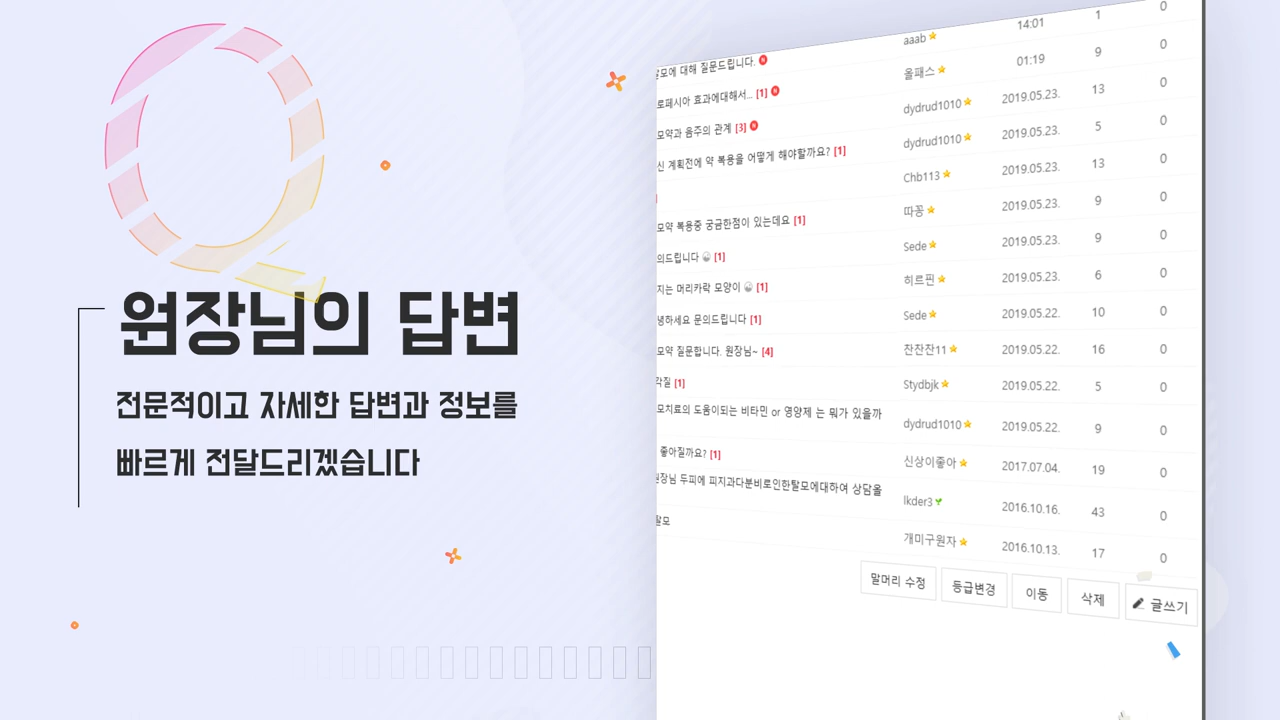 Q
원장님의 답변
전문적이고 자세한 답변과 정보를
빠르게 전달드리겠습니다
탈모에 대해 질문드립니다. aaab 14:01 1 0
로페시아 효과에대해서... [1] 올패스 01:19 9 0
모약과 음주의 관계 [3] dydrud1010 2019.05.23. 13 0
신 계획전에 약 복용을 어떻게 해야할까요? [1] dydrud1010 2019.05.23. 5 0
Chb113 2019.05.23. 13 0
모약 복용중 궁금한점이 있는데요 [1] 따꽁 2019.05.23. 9 0
의드립니다 [1] Sede 2019.05.23. 9 0
지는 머리카락 모양이 [1] 히르핀 2019.05.23. 6 0
녕하세요 문의드립니다 [1] Sede 2019.05.22. 10 0
모약 질문합니다. 원장님~ [4] 찬찬찬11 2019.05.22. 16 0
각질 [1] Stydbjk 2019.05.22. 5 0
모치료의 도움이되는 비타민 or 영양제 는 뭐가 있을까 dydrud1010 2019.05.22. 9 0
좋아질까요? [1] 신상이좋아 2017.07.04. 19 0
원장님 두피에 피지과다분비로인한탈모에대하여 상담을 lkder3 2016.10.16. 43 0
탈모 개미구원자 2016.10.13. 17 0
말머리 수정 등급변경 이동 삭제 글쓰기